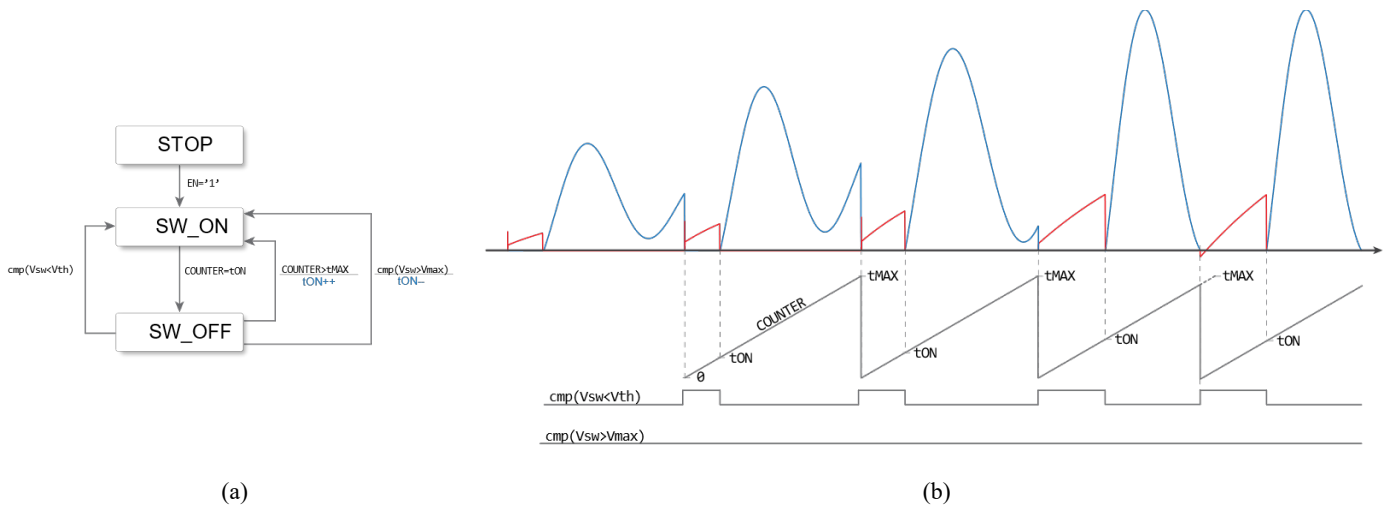 STOP
EN='1'
SW_ON
cmp(Vsw<Vth)
COUNTER=tON
COUNTER>tMAX
tON++
cmp(Vsw>Vmax)
tON–
SW_OFF
(a)
tMAX
tMAX
tMAX
COUNTER
tON
tON
tON
tON
0
cmp(Vsw<Vth)
cmp(Vsw>Vmax)
(b)